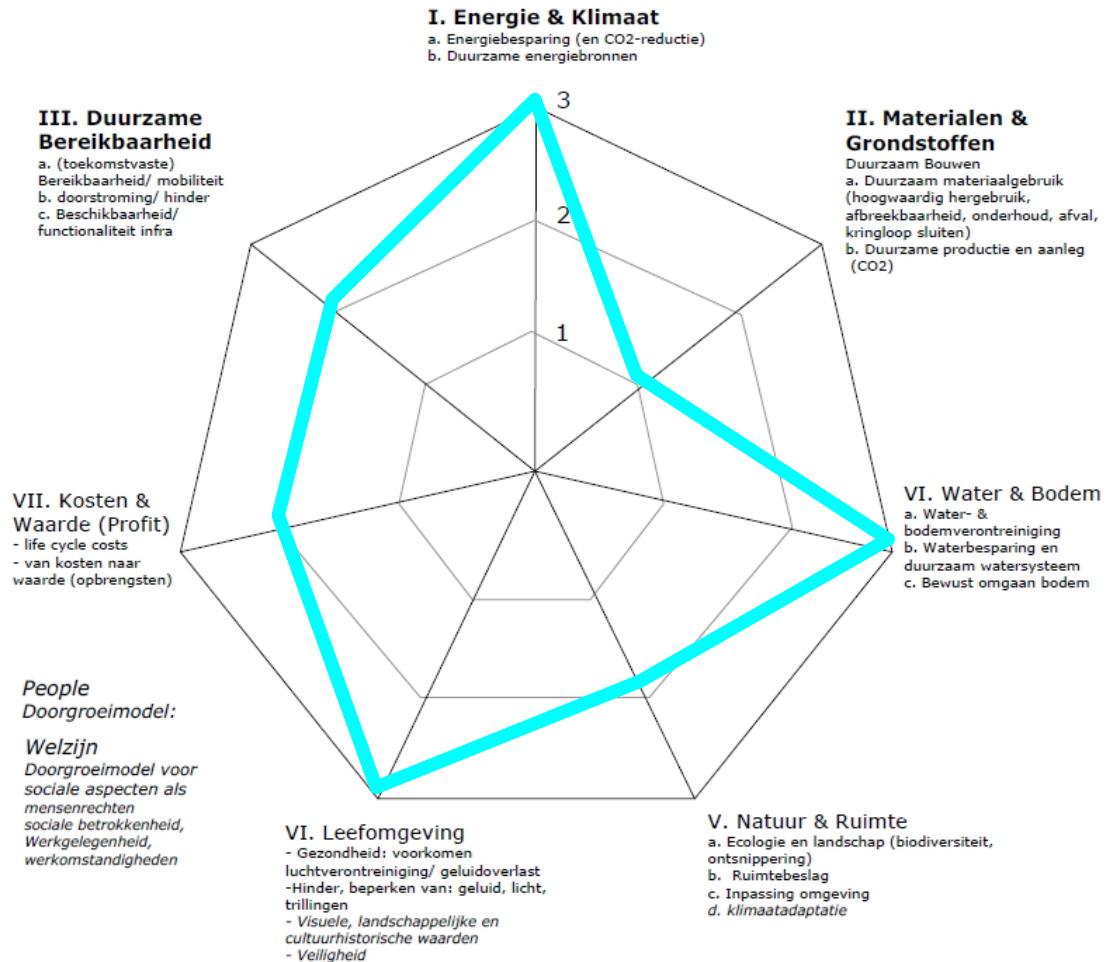 I. Energie & Klimaat
a. Energiebesparing (en CO2-reductie)
b. Duurzame energiebronnen
III. Duurzame
Bereikbaarheid
a. (toekomstvaste)
Bereikbaarheid/ mobiliteit
b. doorstroming/ hinder
c. Beschikbaarheid/
functionaliteit infra
3
2
1
II. Materialen &
Grondstoffen
Duurzaam Bouwen
a. Duurzaam materiaalgebruik
(hoogwaardig hergebruik,
afbreekbaarheid, onderhoud, afval,
kringloop sluiten)
b. Duurzame productie en aanleg
(CO2)
VII. Kosten &
Waarde (Profit)
- life cycle costs
- van kosten naar
waarde (opbrengsten)
VI. Water & Bodem
a. Water- &
bodemverontreiniging
b. Waterbesparing en
duurzaam watersysteem
c. Bewust omgaan bodem
People
Doorgroeimodel:
Welzijn
Doorgroeimodel voor
sociale aspecten als
mensenrechten
sociale betrokkenheid,
Werkgelegenheid,
werkomstandigheden
VI. Leefomgeving
- Gezondheid: voorkomen
luchtverontreiniging/ geluidoverlast
-Hinder, beperken van: geluid, licht,
trillingen
- Visuele, landschappelijke en
cultuurhistorische waarden
- Veiligheid
V. Natuur & Ruimte
a. Ecologie en landschap (biodiversiteit,
ontsnippering)
b. Ruimtebeslag
c. Inpassing omgeving
d. klimaatadaptatie